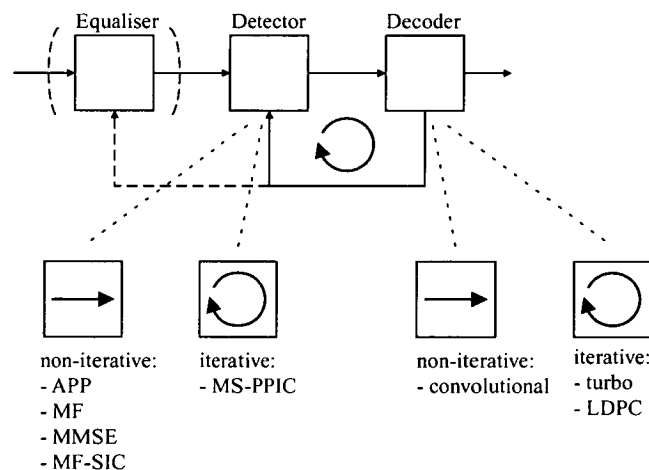 Equaliser
Detector
Decoder
non-iterative:
- APP
- MF
- MMSE
- MF-SIC
iterative:
- MS-PPIC
non-iterative:
- convolutional
iterative:
- turbo
- LDPC